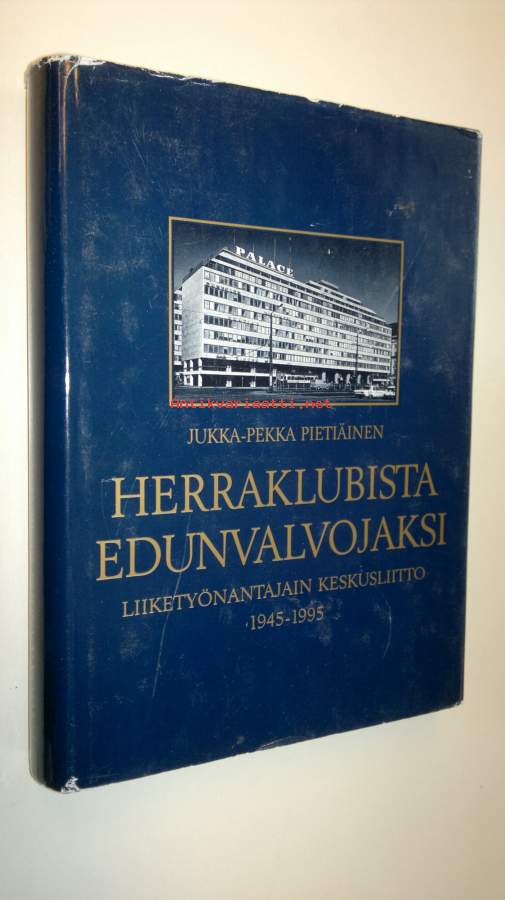 PALACE
Antikvariaatti.net
JUKKA-PEKKA PIETIÄINEN
HERRAKLUBISTA
EDUNVALVOJAKSI
LIIKETYÖNANTAJAIN KESKUSLIITTO
1945-1995